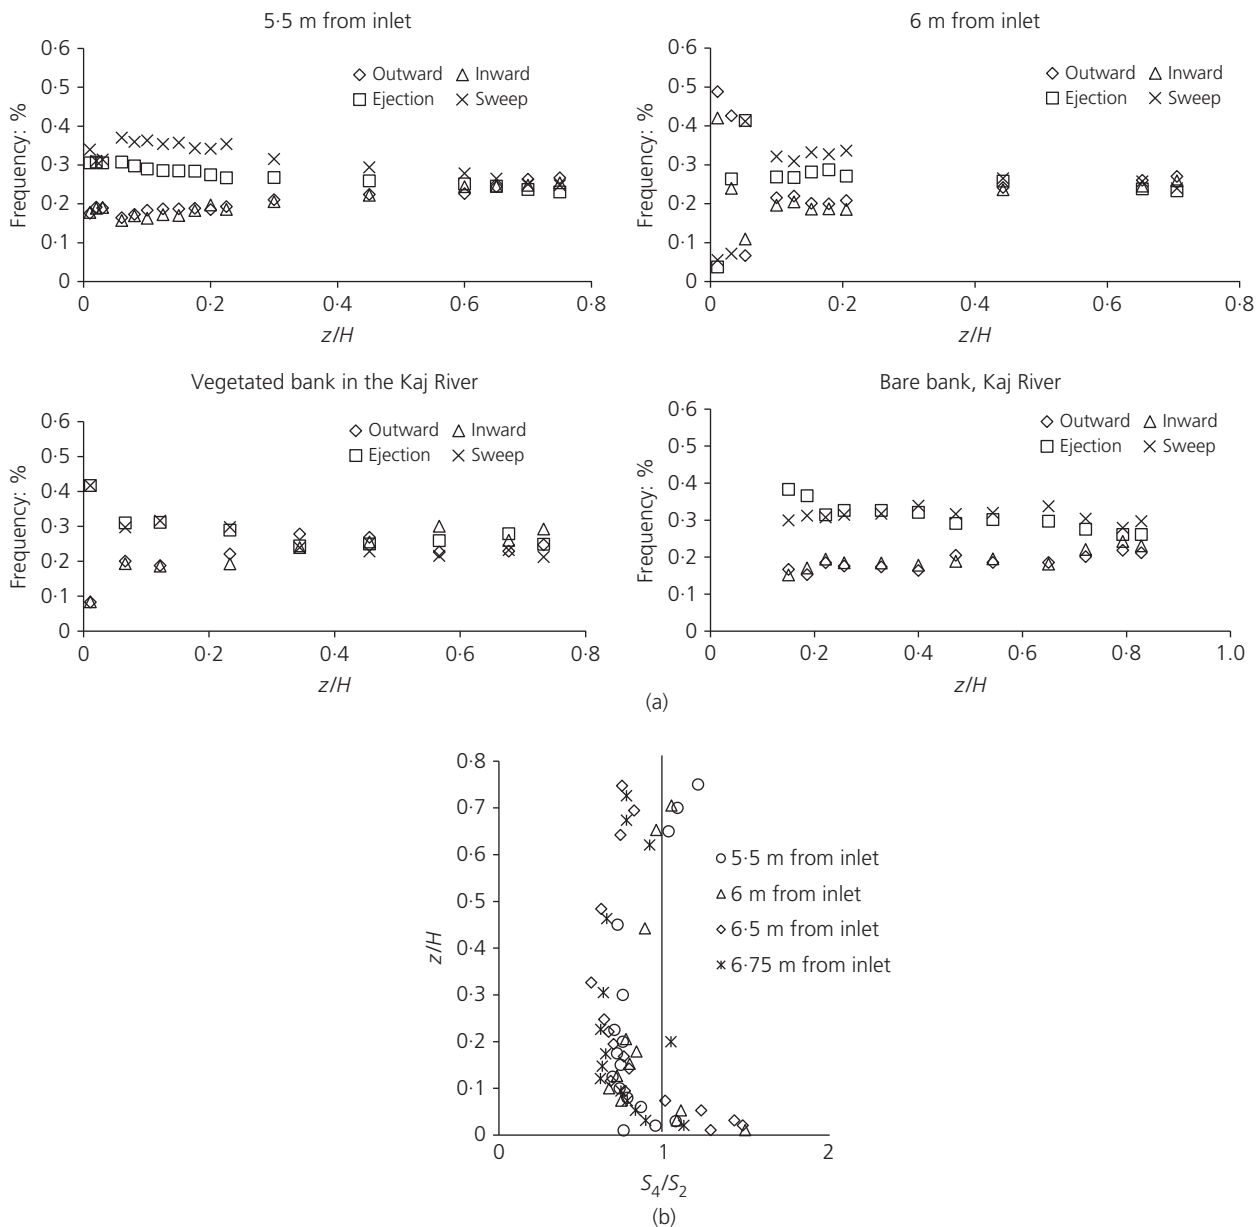 5·5 m from inlet
0·6
0·5
0·4
0·3
0·2
0·1
0
Frequency: %
Outward Inward
Ejection Sweep
0 0·2 0·4 0·6 0·8
z/H
6 m from inlet
0·6
0·5
0·4
0·3
0·2
0·1
0
Frequency: %
Outward Inward
Ejection Sweep
0 0·2 0·4 0·6 0·8
z/H
Vegetated bank in the Kaj River
0·6
0·5
0·4
0·3
0·2
0·1
0
Frequency: %
Outward Inward
Ejection Sweep
0 0·2 0·4 0·6 0·8
z/H
Bare bank, Kaj River
0·6
0·5
0·4
0·3
0·2
0·1
0
Frequency: %
Outward Inward
Ejection Sweep
0 0·2 0·4 0·6 0·8 1.0
z/H
(a)
0·8
0·7
0·6
0·5
0·4
0·3
0·2
0·1
0
z/H
5·5 m from inlet
6 m from inlet
6·5 m from inlet
6·75 m from inlet
0 1 2
S4/S2
(b)